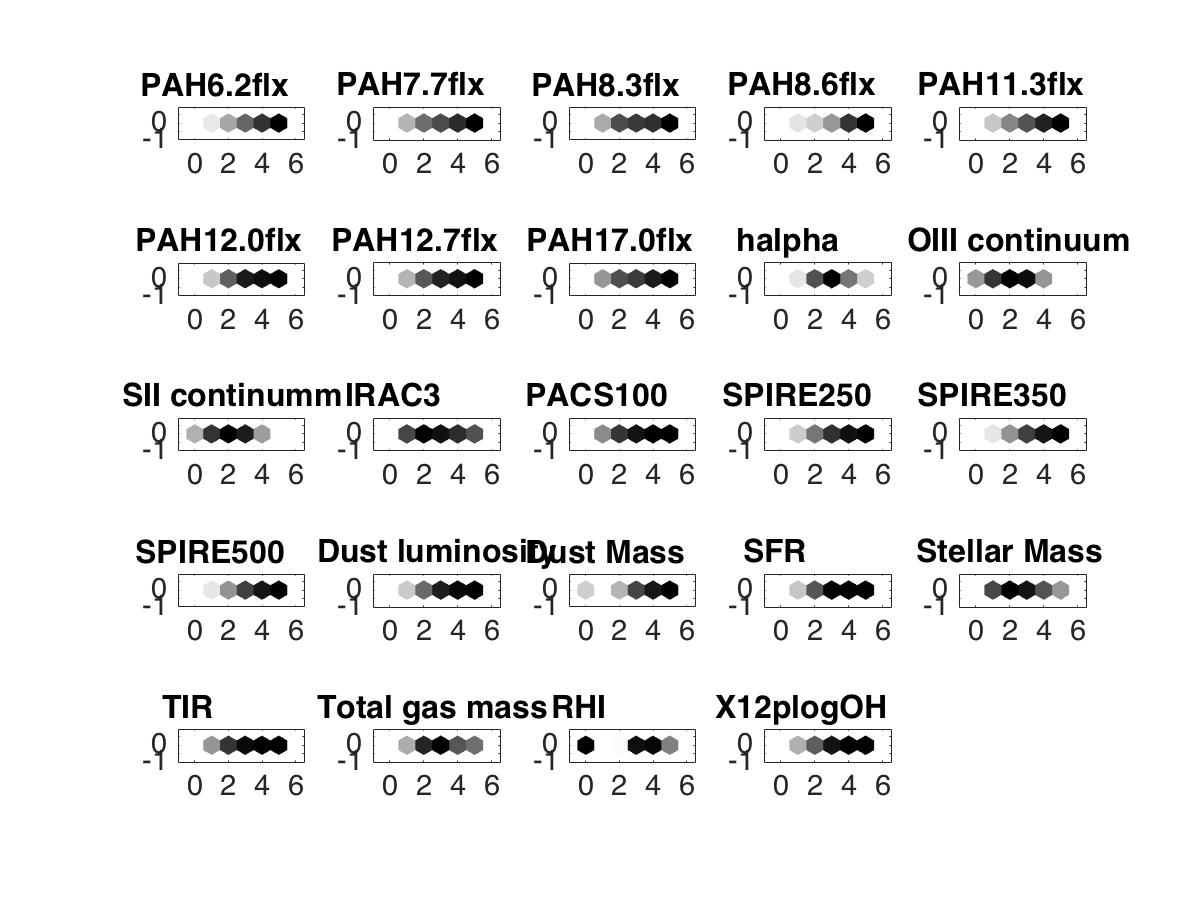 PAH6.2flx PAH7.7flx PAH8.3flx PAH8.6flx PAH11.3flx
0 0 0 0 0
-1 -1 -1 -1 -1
0 2 4 6 0 2 4 6 0 2 4 6 0 2 4 6 0 2 4 6
PAH12.0flx PAH12.7flx PAH17.0flx halpha OIII continuum
0 0 0 0 0
-1 -1 -1 -1 -1
0 2 4 6 0 2 4 6 0 2 4 6 0 2 4 6 0 2 4 6
SII continumm IRAC3 PACS100 SPIRE250 SPIRE350
0 0 0 0 0
-1 -1 -1 -1 -1
0 2 4 6 0 2 4 6 0 2 4 6 0 2 4 6 0 2 4 6
SPIRE500 Dust luminosity Dust Mass SFR Stellar Mass
0 0 0 0 0
-1 -1 -1 -1 -1
0 2 4 6 0 2 4 6 0 2 4 6 0 2 4 6 0 2 4 6
TIR Total gas mass RHI X12plogOH
0 0 0 0
-1 -1 -1 -1
0 2 4 6 0 2 4 6 0 2 4 6 0 2 4 6